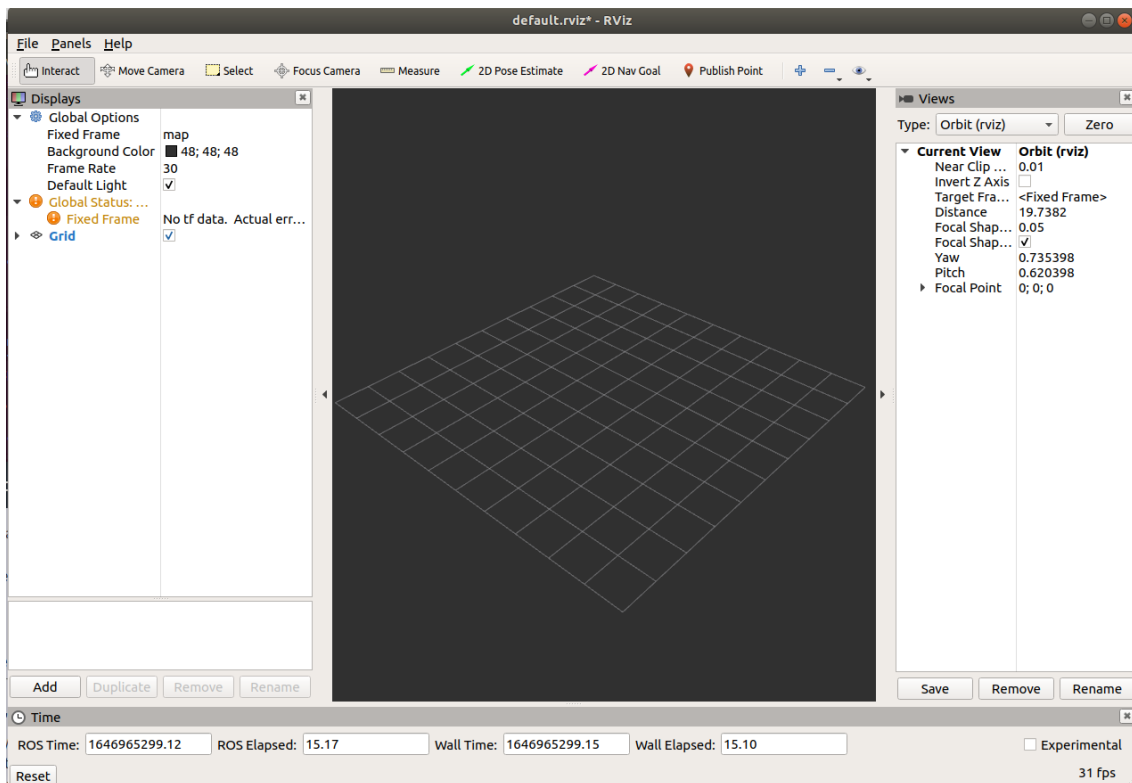 default.rviz* - RViz
File Panels Help
Interact Move Camera Select Focus Camera Measure 2D Pose Estimate 2D Nav Goal Publish Point
Displays
Global Options
Fixed Frame map
Background Color 48; 48; 48
Frame Rate 30
Default Light
Global Status: ...
Fixed Frame No tf data. Actual err...
Grid
Add Duplicate Remove Rename
Views
Type: Orbit (rviz) Zero
Current View Orbit (rviz)
Near Clip ... 0.01
Invert Z Axis
Target Fra... <Fixed Frame>
Distance 19.7382
Focal Shap... 0.05
Focal Shap...
Yaw 0.735398
Pitch 0.620398
Focal Point 0; 0; 0
Save Remove Rename
Time
ROS Time: 1646965299.12 ROS Elapsed: 15.17 Wall Time: 1646965299.15 Wall Elapsed: 15.10 Experimental
Reset 31 fps